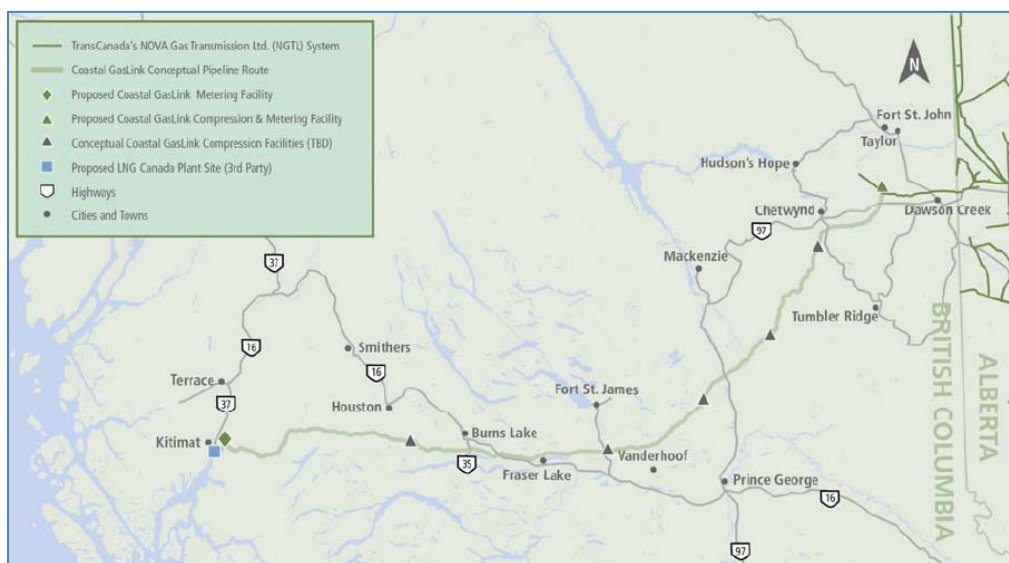 TransCanada's NOVA Gas Transmission Ltd. (NGTL) System
Coastal GasLink Conceptual Pipeline Route
Proposed Coastal GasLink Metering Facility
Proposed Coastal GasLink Compression & Metering Facility
Conceptual Coastal GasLink Compression Facilities (TBD)
Proposed LNG Canada Plant Site (3rd Party)
Highways
Cities and Towns
N
Fort St. John
Taylor
Hudson's Hope
Chetwynd
Dawson Creek
97
37
Mackenzie
Tumbler Ridge
BRITISH COLUMBIA
ALBERTA
16
Smithers
16
Terrace
37
Houston
Fort St. James
Kitimat
Burns Lake
35
Fraser Lake
Vanderhoof
Prince George
16
97